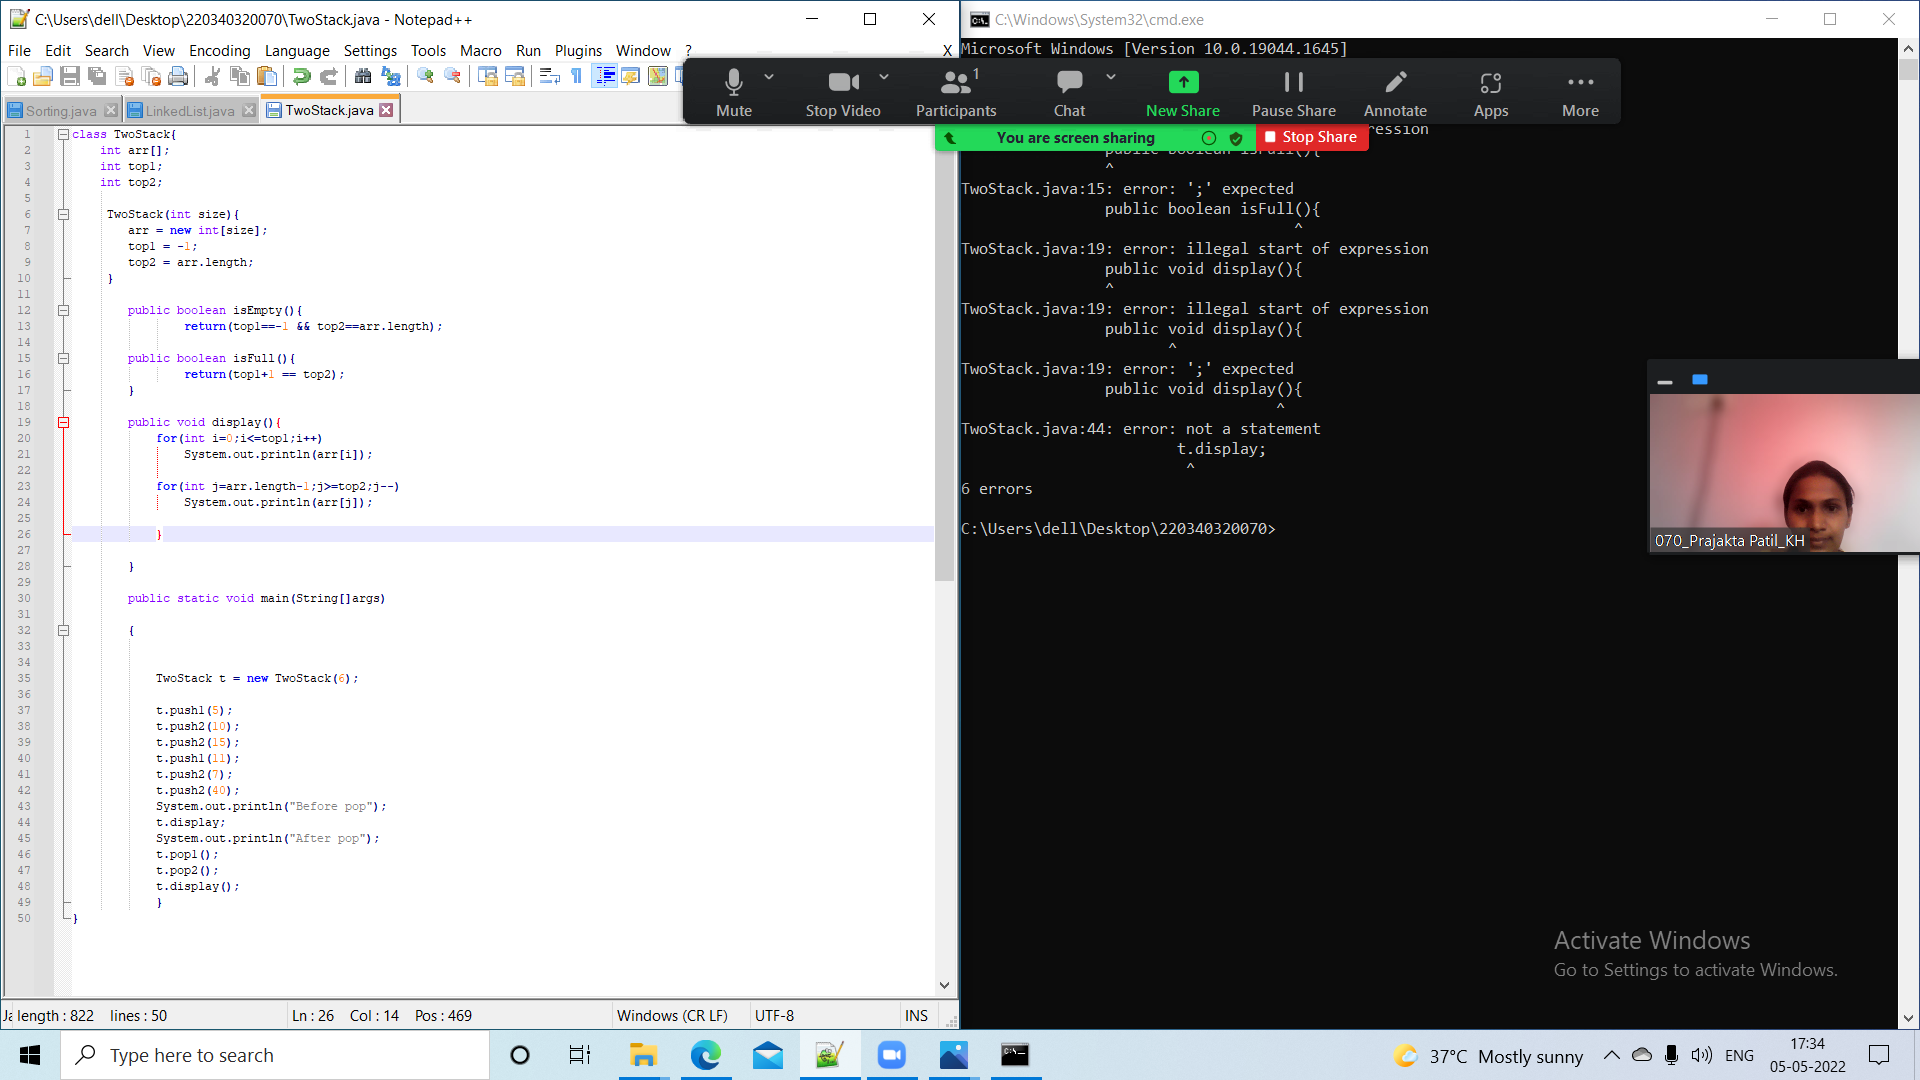 C:\Users\dell\Desktop\220340320070\TwoStack.java - Notepad++
File Edit Search View Encoding Language Settings Tools Macro Run Plugins Window ? X
Sorting.java LinkedList.java TwoStack.java
1 class TwoStack{
2 int arr[];
3 int top1;
4 int top2;
5
6 TwoStack(int size){
7 arr = new int[size];
8 top1 = -1;
9 top2 = arr.length;
10 }
11
12 public boolean isEmpty(){
13 return(top1==-1 && top2==arr.length);
14
15 public boolean isFull(){
16 return(top1+1 == top2);
17 }
18
19 public void display(){
20 for(int i=0;i<=top1;i++)
21 System.out.println(arr[i]);
22
23 for(int j=arr.length-1;j>=top2;j--)
24 System.out.println(arr[j]);
25
26 }
27
28 }
29
30 public static void main(String[]args)
31
32 {
33
34
35 TwoStack t = new TwoStack(6);
36
37 t.push1(5);
38 t.push2(10);
39 t.push2(15);
40 t.push1(11);
41 t.push2(7);
42 t.push2(40);
43 System.out.println("Before pop");
44 t.display;
45 System.out.println("After pop");
46 t.pop1();
47 t.pop2();
48 t.display();
49 }
50 }
length : 822 lines : 50 Ln : 26 Col : 14 Pos : 469 Windows (CR LF) UTF-8 INS
C:\Windows\System32\cmd.exe
Microsoft Windows [Version 10.0.19044.1645]
Mute Stop Video Participants 1 Chat New Share Pause Share Annotate Apps More
You are screen sharing Stop Share
public boolean isFull(){
^
TwoStack.java:15: error: ';' expected
public boolean isFull(){
^
TwoStack.java:19: error: illegal start of expression
public void display(){
^
TwoStack.java:19: error: illegal start of expression
public void display(){
^
TwoStack.java:19: error: ';' expected
public void display(){
^
TwoStack.java:44: error: not a statement
t.display;
^
6 errors
C:\Users\dell\Desktop\220340320070>
070_Prajakta Patil_KH
Activate Windows
Go to Settings to activate Windows.
Type here to search
37°C Mostly sunny
ENG
17:34
05-05-2022